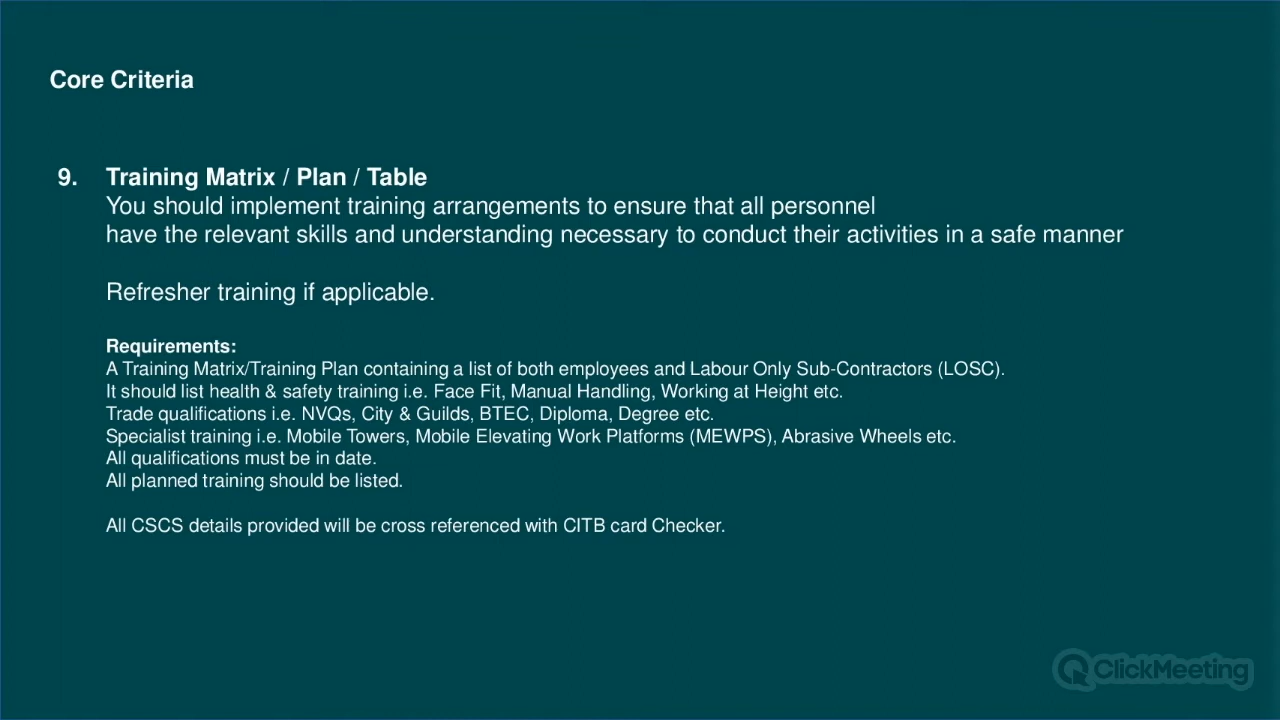 Core Criteria
9. Training Matrix / Plan / Table
You should implement training arrangements to ensure that all personnel
have the relevant skills and understanding necessary to conduct their activities in a safe manner
Refresher training if applicable.
Requirements:
A Training Matrix/Training Plan containing a list of both employees and Labour Only Sub-Contractors (LOSC).
It should list health & safety training i.e. Face Fit, Manual Handling, Working at Height etc.
Trade qualifications i.e. NVQs, City & Guilds, BTEC, Diploma, Degree etc.
Specialist training i.e. Mobile Towers, Mobile Elevating Work Platforms (MEWPS), Abrasive Wheels etc.
All qualifications must be in date.
All planned training should be listed.
All CSCS details provided will be cross referenced with CITB card Checker.
ClickMeeting